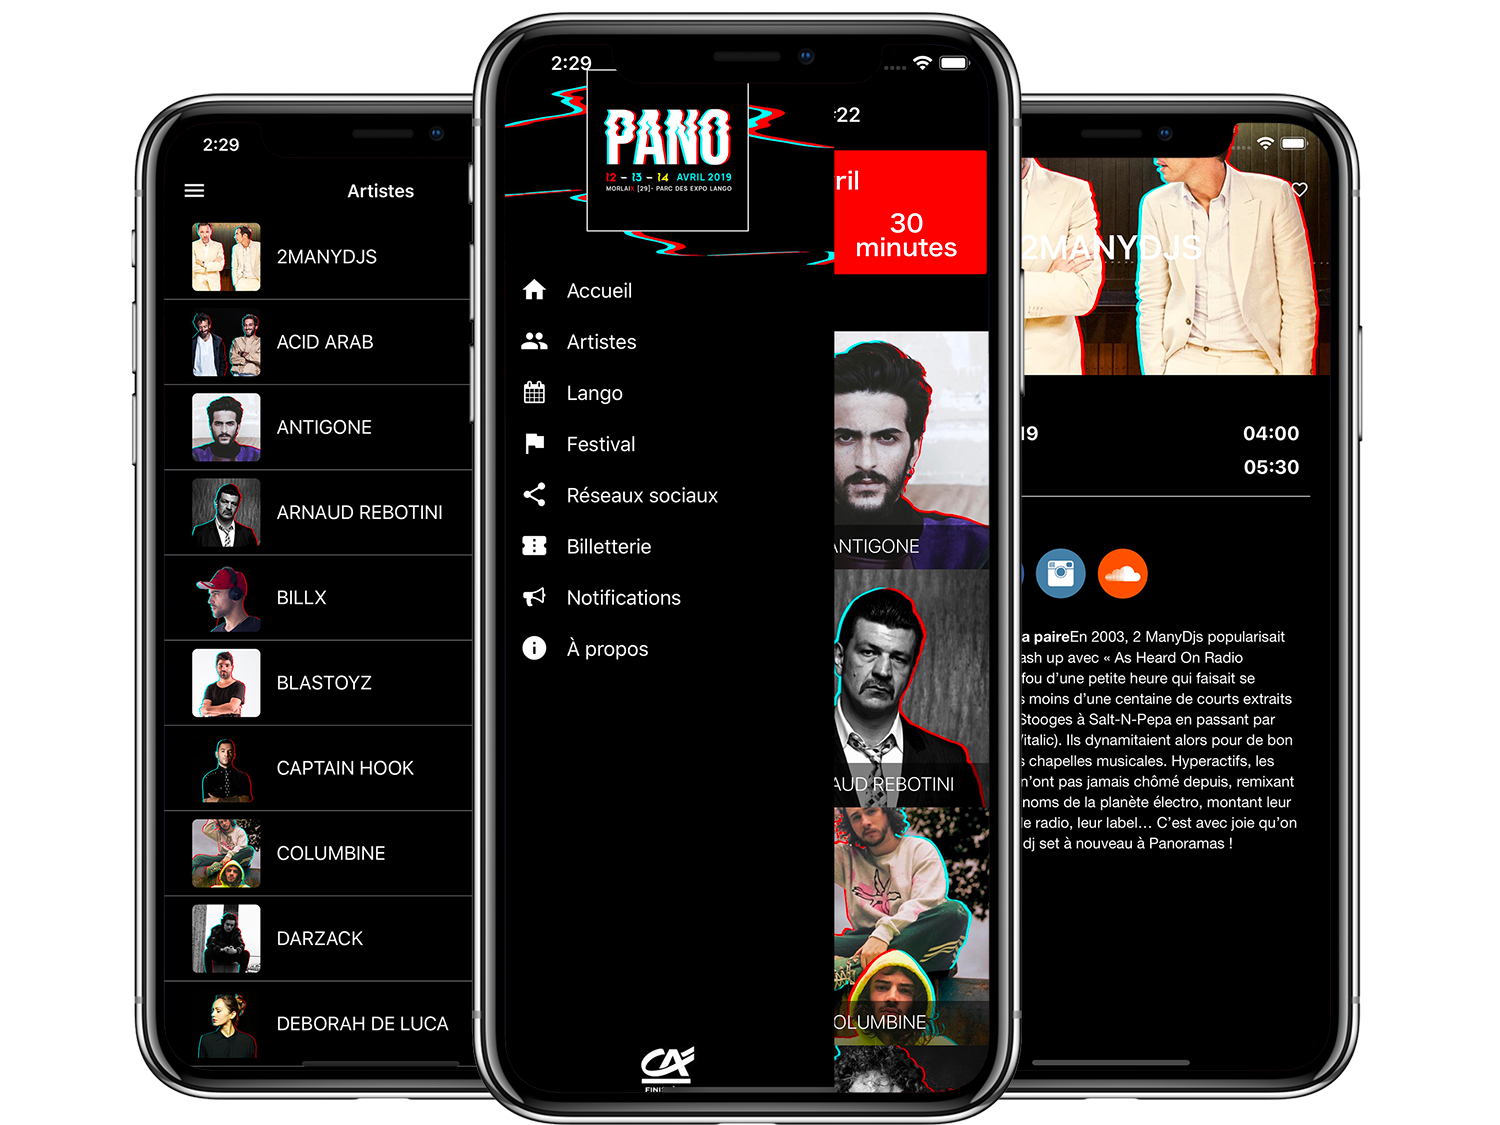 2:29
Artistes
2MANYDJS
ACID ARAB
ANTIGONE
ARNAUD REBOTINI
BILLX
BLASTOYZ
CAPTAIN HOOK
COLUMBINE
DARZACK
DEBORAH DE LUCA
2:29
PANO
12 – 13 – 14 AVRIL 2019
MORLAIX [29]- PARC DES EXPO LANGO
Accueil
Artistes
Lango
Festival
Réseaux sociaux
Billetterie
Notifications
À propos
CA
:22
ril
30
minutes
ANTIGONE
AUD REBOTINI
OLUMBINE
2MANYDJS
19 04:00
05:30
a paireEn 2003, 2 ManyDjs popularisait
ash up avec « As Heard On Radio
fou d’une petite heure qui faisait se
s moins d’une centaine de courts extraits
Stooges à Salt-N-Pepa en passant par
Vitalic). Ils dynamitaient alors pour de bon
s chapelles musicales. Hyperactifs, les
n’ont pas jamais chômé depuis, remixant
noms de la planète électro, montant leur
le radio, leur label… C’est avec joie qu’on
dj set à nouveau à Panoramas !